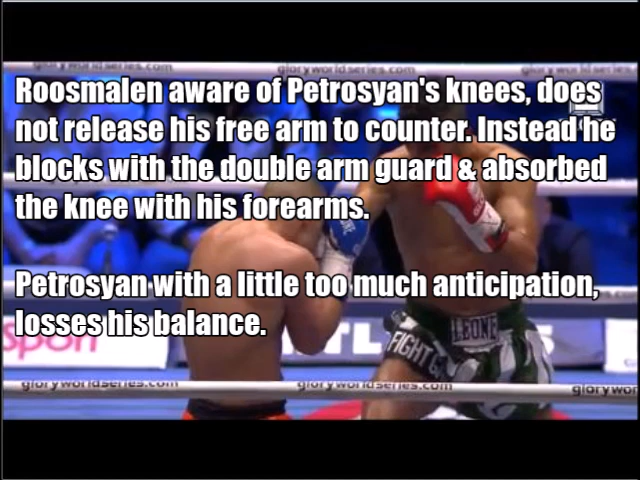 gloryworldseries.com
gloryworldseries.com
Roosmalen aware of Petrosyan's knees, does
not release his free arm to counter. Instead he
blocks with the double arm guard & absorbed
the knee with his forearms.
Petrosyan with a little too much anticipation,
losses his balance.
sport
LEONE
FIGHT
gloryworldseries.com
gloryworldseries.com
glorywor